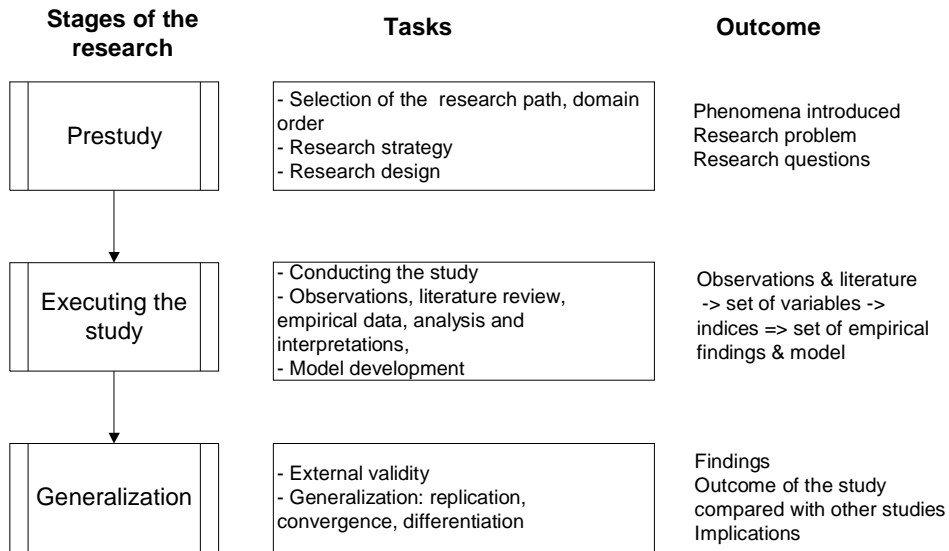 Stages of the
research
Tasks
Outcome
Prestudy
- Selection of the  research path, domain
order
- Research strategy
- Research design
Phenomena introduced
Research problem
Research questions
Executing the
study
- Conducting the study
- Observations, literature review,
empirical data, analysis and
interpretations,
- Model development
Observations & literature
-> set of variables ->
indices => set of empirical
findings & model
Generalization
- External validity
- Generalization: replication,
convergence, differentiation
Findings
Outcome of the study
compared with other studies
Implications